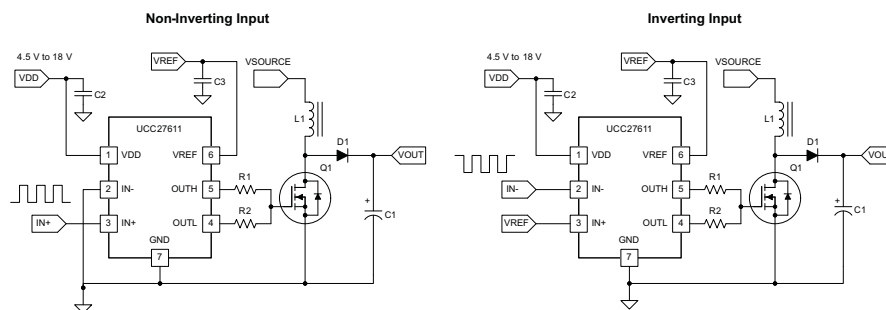 Non-Inverting Input
4.5 V to 18 V
VDD
C2
VREF
C3
VSOURCE
L1
UCC27611
1 VDD
VREF 6
D1
VOUT
Q1
2 IN-
OUTH 5
R1
IN+
3 IN+
OUTL 4
R2
+
C1
GND
7
Inverting Input
4.5 V to 18 V
VDD
C2
VREF
C3
VSOURCE
L1
UCC27611
1 VDD
VREF 6
D1
VOU
Q1
IN-
2 IN-
OUTH 5
R1
VREF
3 IN+
OUTL 4
R2
+
C1
GND
7